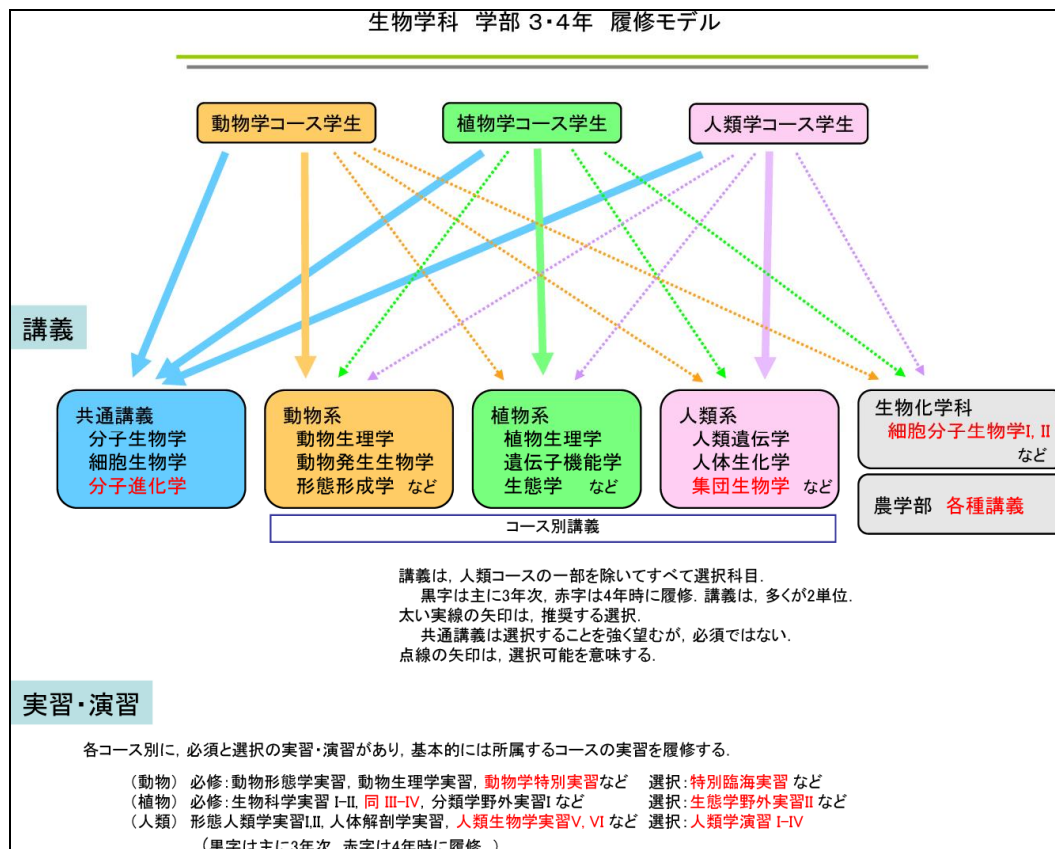 生物学科 学部 3・4年 履修モデル
動物学コース学生
植物学コース学生
人類学コース学生
講義
共通講義
分子生物学
細胞生物学
分子進化学
動物系
動物生理学
動物発生生物学
形態形成学 など
植物系
植物生理学
遺伝子機能学
生態学 など
人類系
人類遺伝学
人体生化学
集団生物学 など
生物化学科
細胞分子生物学I, II
など
農学部 各種講義
コース別講義
講義は, 人類コースの一部を除いてすべて選択科目.
黒字は主に3年次, 赤字は4年時に履修. 講義は, 多くが2単位.
太い実線の矢印は, 推奨する選択.
共通講義は選択することを強く望むが, 必須ではない.
点線の矢印は, 選択可能を意味する.
実習・演習
各コース別に, 必須と選択の実習・演習があり, 基本的には所属するコースの実習を履修する.
(動物) 必修:動物形態学実習, 動物生理学実習, 動物学特別実習など 選択:特別臨海実習 など
(植物) 必修:生物科学実習 I-II, 同 III-IV, 分類学野外実習I など 選択:生態学野外実習II など
(人類) 形態人類学実習I,II, 人体解剖学実習, 人類生物学実習V, VI など 選択:人類学演習 I-IV
(黒字は主に3年次, 赤字は4年時に履修.)